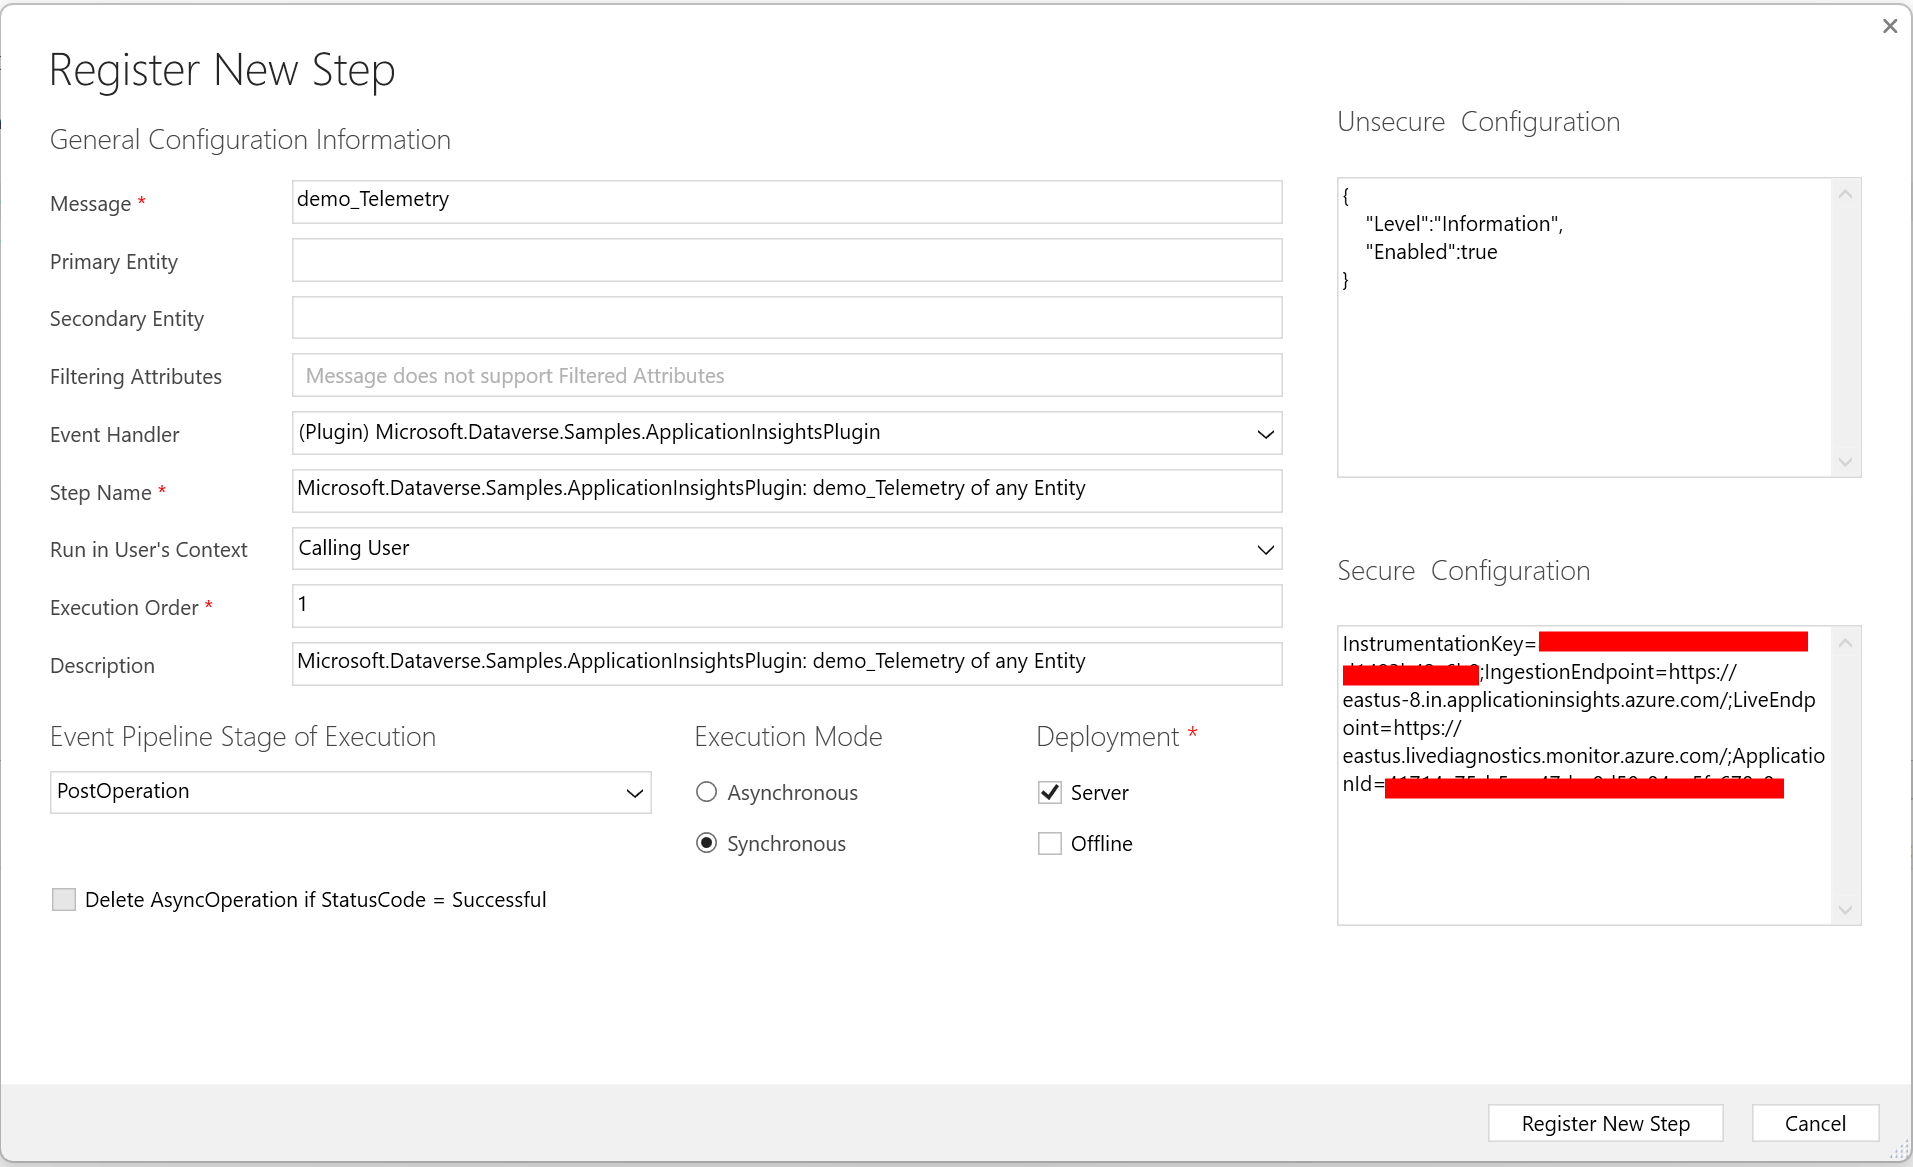 Register New Step
General Configuration Information
Message *
demo_Telemetry
Primary Entity
Secondary Entity
Filtering Attributes
Message does not support Filtered Attributes
Event Handler
(Plugin) Microsoft.Dataverse.Samples.ApplicationInsightsPlugin
Step Name *
Microsoft.Dataverse.Samples.ApplicationInsightsPlugin: demo_Telemetry of any Entity
Run in User's Context
Calling User
Execution Order *
1
Description
Microsoft.Dataverse.Samples.ApplicationInsightsPlugin: demo_Telemetry of any Entity
Event Pipeline Stage of Execution
PostOperation
Execution Mode
Asynchronous
Synchronous
Deployment *
Server
Offline
Delete AsyncOperation if StatusCode = Successful
Unsecure Configuration
{
"Level":"Information",
"Enabled":true
}
Secure Configuration
InstrumentationKey=
;IngestionEndpoint=https://
eastus-8.in.applicationinsights.azure.com/;LiveEndp
oint=https://
eastus.livediagnostics.monitor.azure.com/;Applicatio
nId=
Register New Step
Cancel